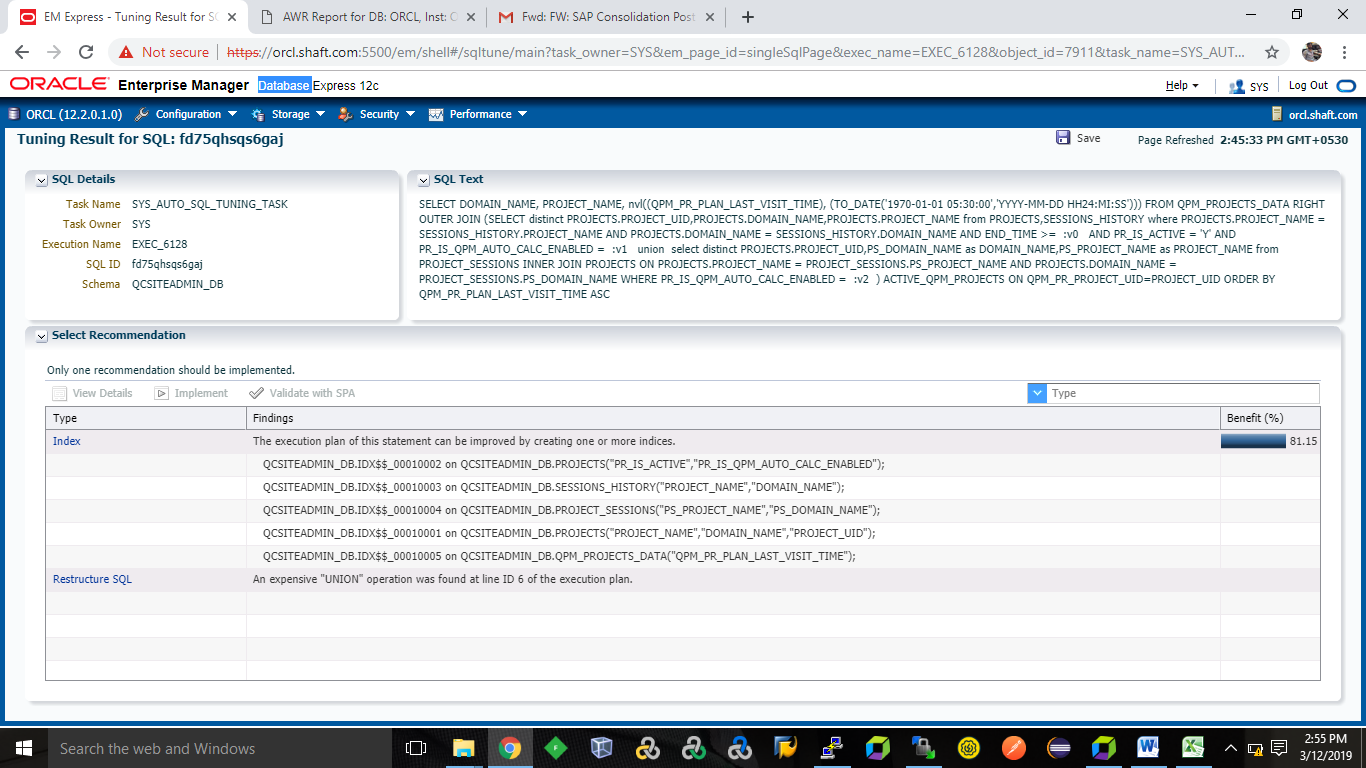 EM Express - Tuning Result for S
AWR Report for DB: ORCL, Inst: O
Fwd: FW: SAP Consolidation Post
Not secure
https://orcl.shaft.com:5500/em/shell#/sqltune/main?task_owner=SYS&em_page_id=singleSqlPage&exec_name=EXEC_6128&object_id=7911&task_name=SYS_AUT...
ORACLE Enterprise Manager Database Express 12c
Help SYS Log Out
ORCL (12.2.0.1.0) Configuration Storage Security Performance orcl.shaft.com
Tuning Result for SQL: fd75qhsqs6gaj
Save Page Refreshed 2:45:33 PM GMT+0530
SQL Details
Task Name SYS_AUTO_SQL_TUNING_TASK
Task Owner SYS
Execution Name EXEC_6128
SQL ID fd75qhsqs6gaj
Schema QCSITEADMIN_DB
SQL Text
SELECT DOMAIN_NAME, PROJECT_NAME, nvl((QPM_PR_PLAN_LAST_VISIT_TIME), (TO_DATE('1970-01-01 05:30:00','YYYY-MM-DD HH24:MI:SS'))) FROM QPM_PROJECTS_DATA RIGHT
OUTER JOIN (SELECT distinct PROJECTS.PROJECT_UID,PROJECTS.DOMAIN_NAME,PROJECTS.PROJECT_NAME from PROJECTS,SESSIONS_HISTORY where PROJECTS.PROJECT_NAME =
SESSIONS_HISTORY.PROJECT_NAME AND PROJECTS.DOMAIN_NAME = SESSIONS_HISTORY.DOMAIN_NAME AND END_TIME >= :v0 AND PR_IS_ACTIVE = 'Y' AND
PR_IS_QPM_AUTO_CALC_ENABLED = :v1 union select distinct PROJECTS.PROJECT_UID,PS_DOMAIN_NAME as DOMAIN_NAME,PS_PROJECT_NAME as PROJECT_NAME from
PROJECT_SESSIONS INNER JOIN PROJECTS ON PROJECTS.PROJECT_NAME = PROJECT_SESSIONS.PS_PROJECT_NAME AND PROJECTS.DOMAIN_NAME =
PROJECT_SESSIONS.PS_DOMAIN_NAME WHERE PR_IS_QPM_AUTO_CALC_ENABLED = :v2 ) ACTIVE_QPM_PROJECTS ON QPM_PR_PROJECT_UID=PROJECT_UID ORDER BY
QPM_PR_PLAN_LAST_VISIT_TIME ASC
Select Recommendation
Only one recommendation should be implemented.
View Details Implement Validate with SPA Type
Type Findings Benefit (%)
Index The execution plan of this statement can be improved by creating one or more indices. 81.15
QCSITEADMIN_DB.IDX$$_00010002 on QCSITEADMIN_DB.PROJECTS("PR_IS_ACTIVE","PR_IS_QPM_AUTO_CALC_ENABLED");
QCSITEADMIN_DB.IDX$$_00010003 on QCSITEADMIN_DB.SESSIONS_HISTORY("PROJECT_NAME","DOMAIN_NAME");
QCSITEADMIN_DB.IDX$$_00010004 on QCSITEADMIN_DB.PROJECT_SESSIONS("PS_PROJECT_NAME","PS_DOMAIN_NAME");
QCSITEADMIN_DB.IDX$$_00010001 on QCSITEADMIN_DB.PROJECTS("PROJECT_NAME","DOMAIN_NAME","PROJECT_UID");
QCSITEADMIN_DB.IDX$$_00010005 on QCSITEADMIN_DB.QPM_PROJECTS_DATA("QPM_PR_PLAN_LAST_VISIT_TIME");
Restructure SQL An expensive "UNION" operation was found at line ID 6 of the execution plan.
Search the web and Windows
2:55 PM
3/12/2019